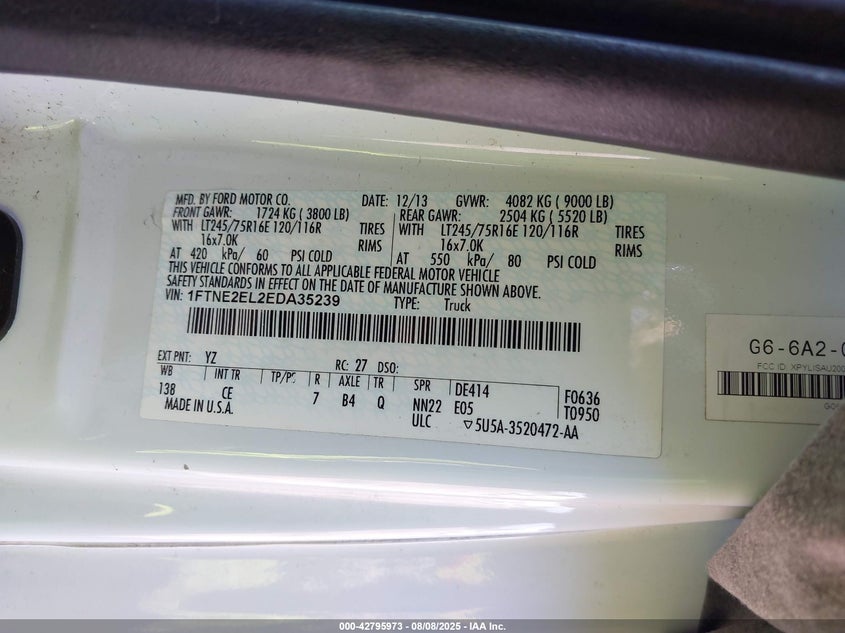 MFD. BY FORD MOTOR CO. DATE: 12/13 GVWR: 4082 KG ( 9000 LB)
FRONT GAWR: 1724 KG ( 3800 LB) REAR GAWR: 2504 KG ( 5520 LB)
WITH LT245/75R16E 120/116R TIRES WITH LT245/75R16E 120/116R TIRES
16x7.0K RIMS 16x7.0K RIMS
AT 420 kPa/ 60 PSI COLD AT 550 kPa/ 80 PSI COLD
THIS VEHICLE CONFORMS TO ALL APPLICABLE FEDERAL MOTOR VEHICLE
SAFETY STANDARDS IN EFFECT ON THE DATE OF MANUFACTURE SHOWN ABOVE.
VIN: 1FTNE2EL2EDA35239 TYPE: Truck
EXT PNT: YZ RC: 27 DSO:
WB INT TR TP/PS R AXLE TR SPR DE414 F0636
138 CE 7 B4 Q NN22 E05 T0950
MADE IN U.S.A. ULC ▽5U5A-3520472-AA
G6-6A2-
FCC ID: XPYLISAU200
000-42795973 - 08/08/2025 - IAA Inc.